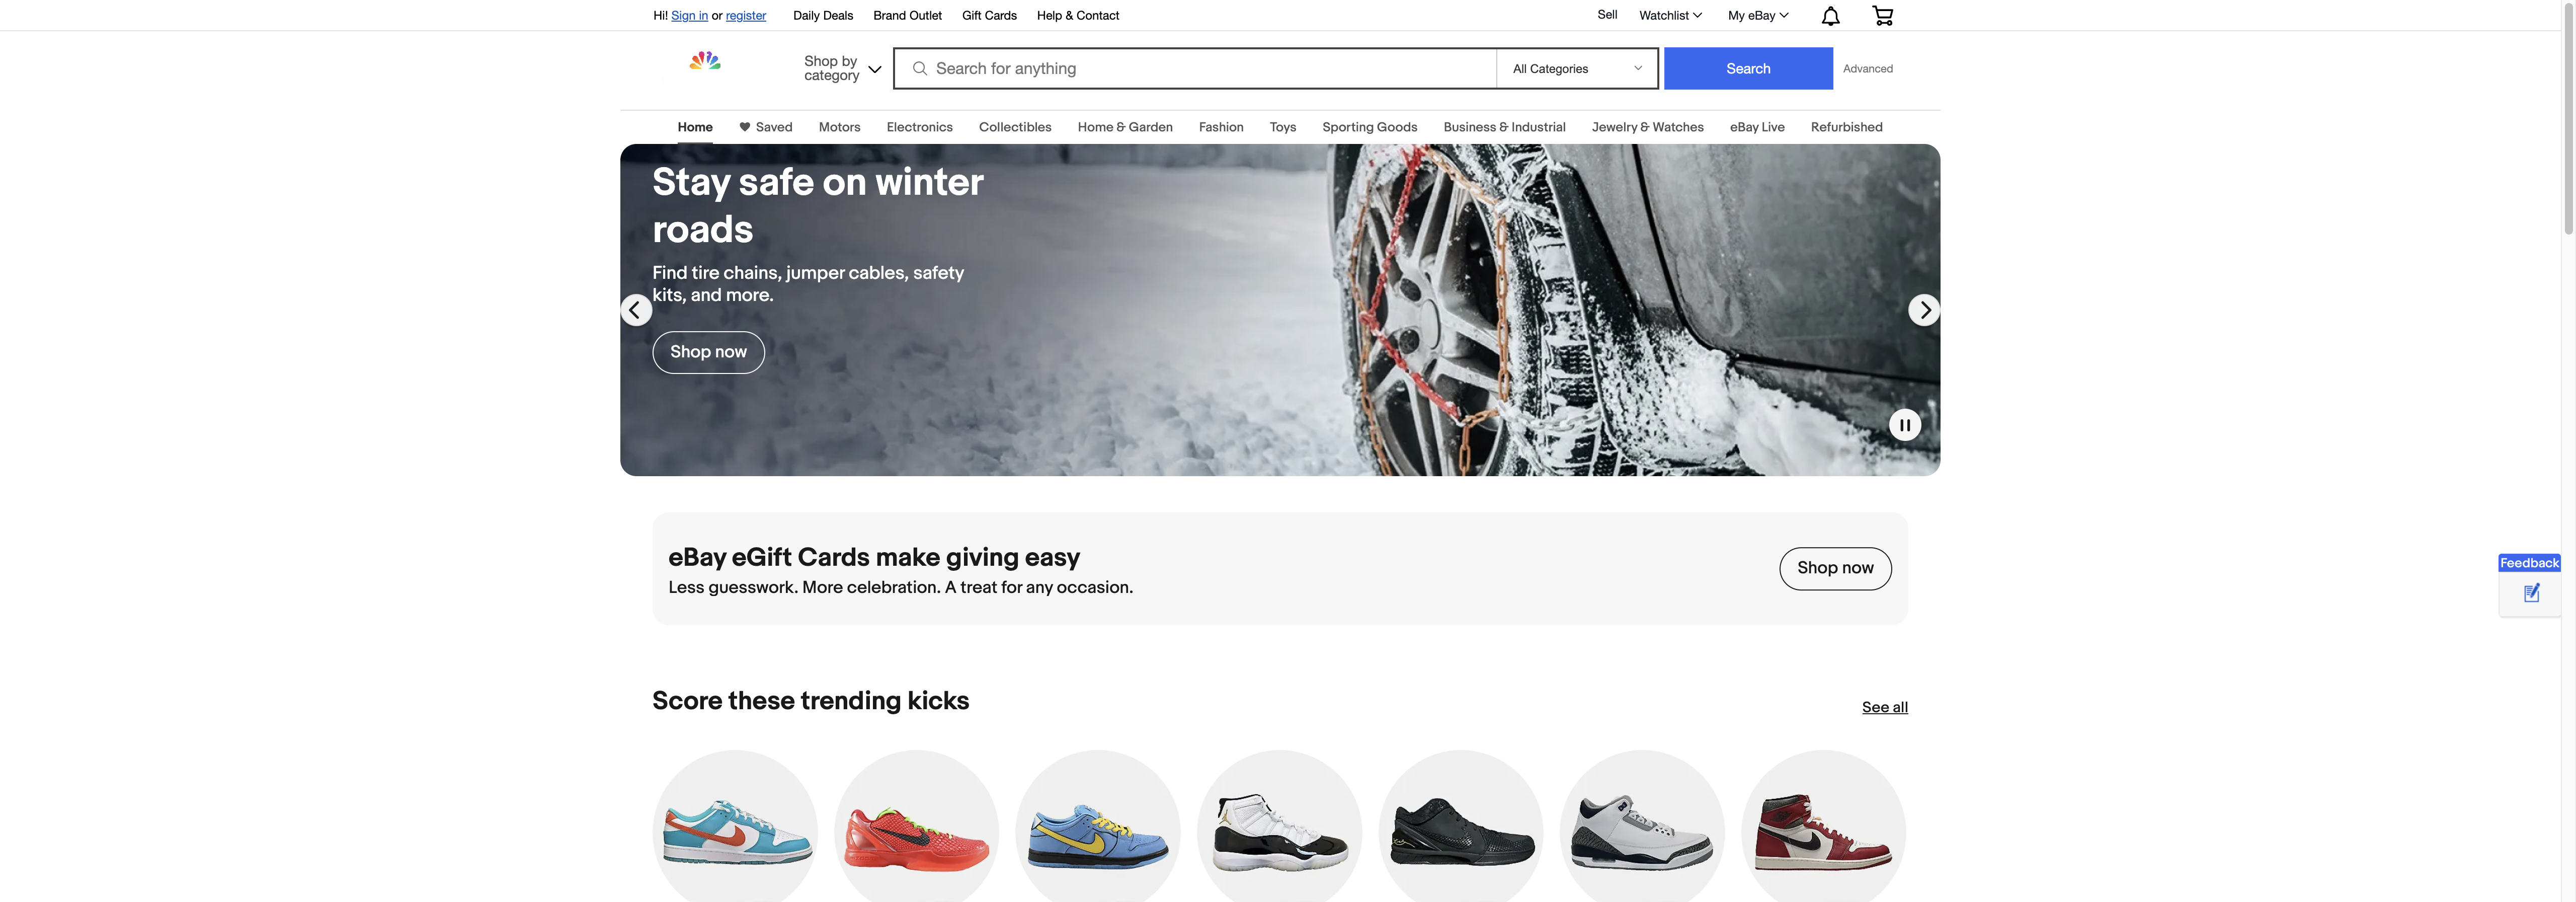 Hi! Sign in or register
Daily Deals
Brand Outlet
Gift Cards
Help & Contact
Sell
Watchlist
My eBay
Shop by
category
Search for anything
All Categories
Search
Advanced
Home
Saved
Motors
Electronics
Collectibles
Home & Garden
Fashion
Toys
Sporting Goods
Business & Industrial
Jewelry & Watches
eBay Live
Refurbished
Stay safe on winter
roads
Find tire chains, jumper cables, safety
kits, and more.
Shop now
eBay eGift Cards make giving easy
Less guesswork. More celebration. A treat for any occasion.
Shop now
Feedback
Score these trending kicks
See all